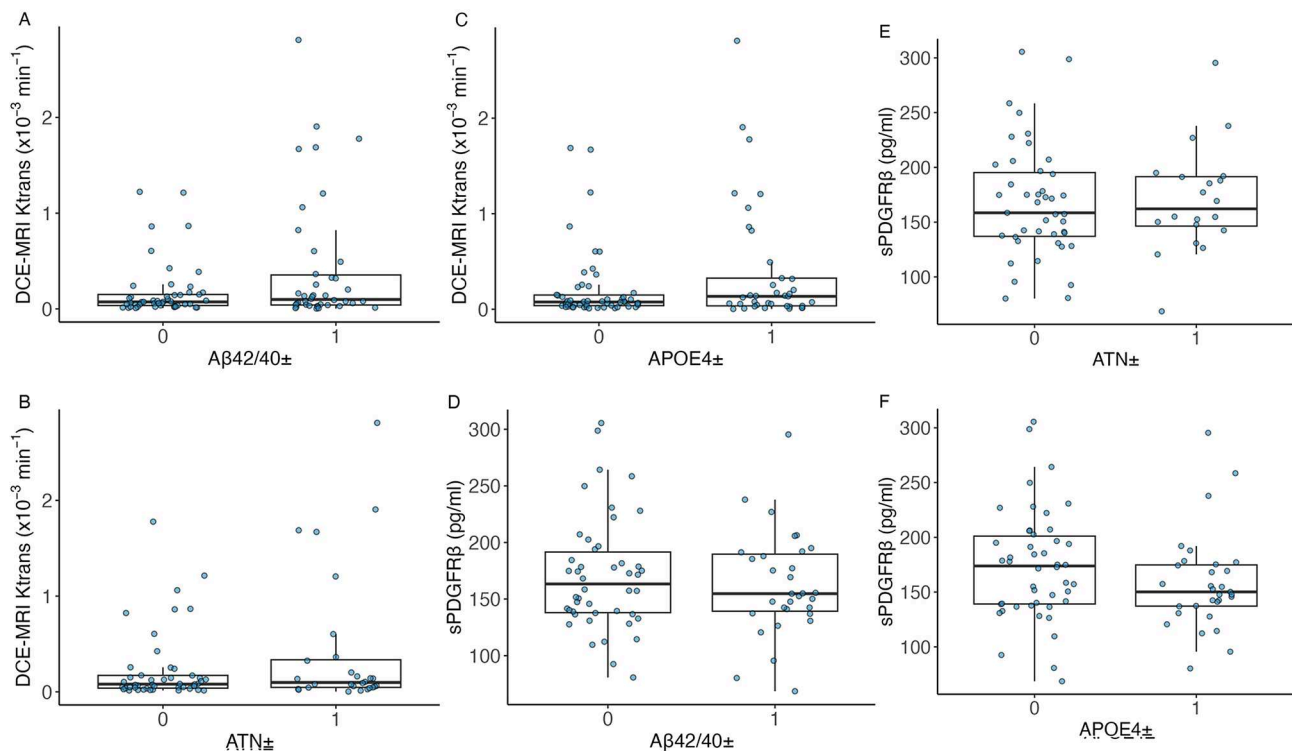 A
DCE-MRI Ktrans (x10⁻³ min⁻¹)
2
1
0
0
1
Aβ42/40±
C
DCE-MRI Ktrans (x10⁻³ min⁻¹)
2
1
0
0
1
APOE4±
E
sPDGFRβ (pg/ml)
300
250
200
150
100
0
1
ATN±
B
DCE-MRI Ktrans (x10⁻³ min⁻¹)
2
1
0
0
1
ATN±
D
sPDGFRβ (pg/ml)
300
250
200
150
100
0
1
Aβ42/40±
F
sPDGFRβ (pg/ml)
300
250
200
150
100
0
1
APOE4±